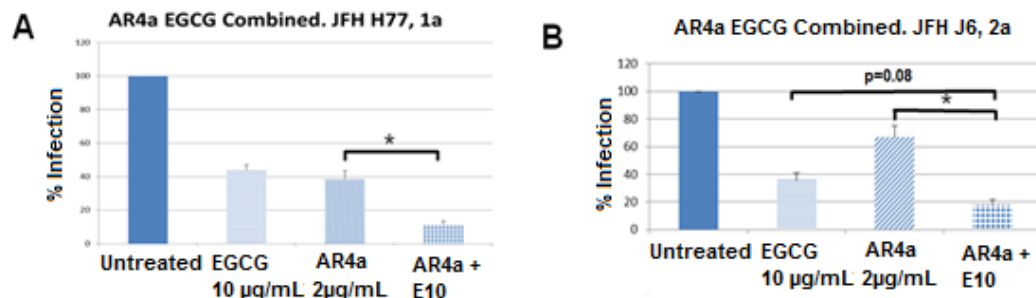 A
AR4a EGCG Combined. JFH H77, 1a
% Infection
100
80
60
40
20
0
*
Untreated
EGCG
10 µg/mL
AR4a
2µg/mL
AR4a +
E10
B
AR4a EGCG Combined. JFH J6, 2a
% Infection
120
100
80
60
40
20
0
p=0.08
*
Untreated
EGCG
10 µg/mL
AR4a
2µg/mL
AR4a +
E10